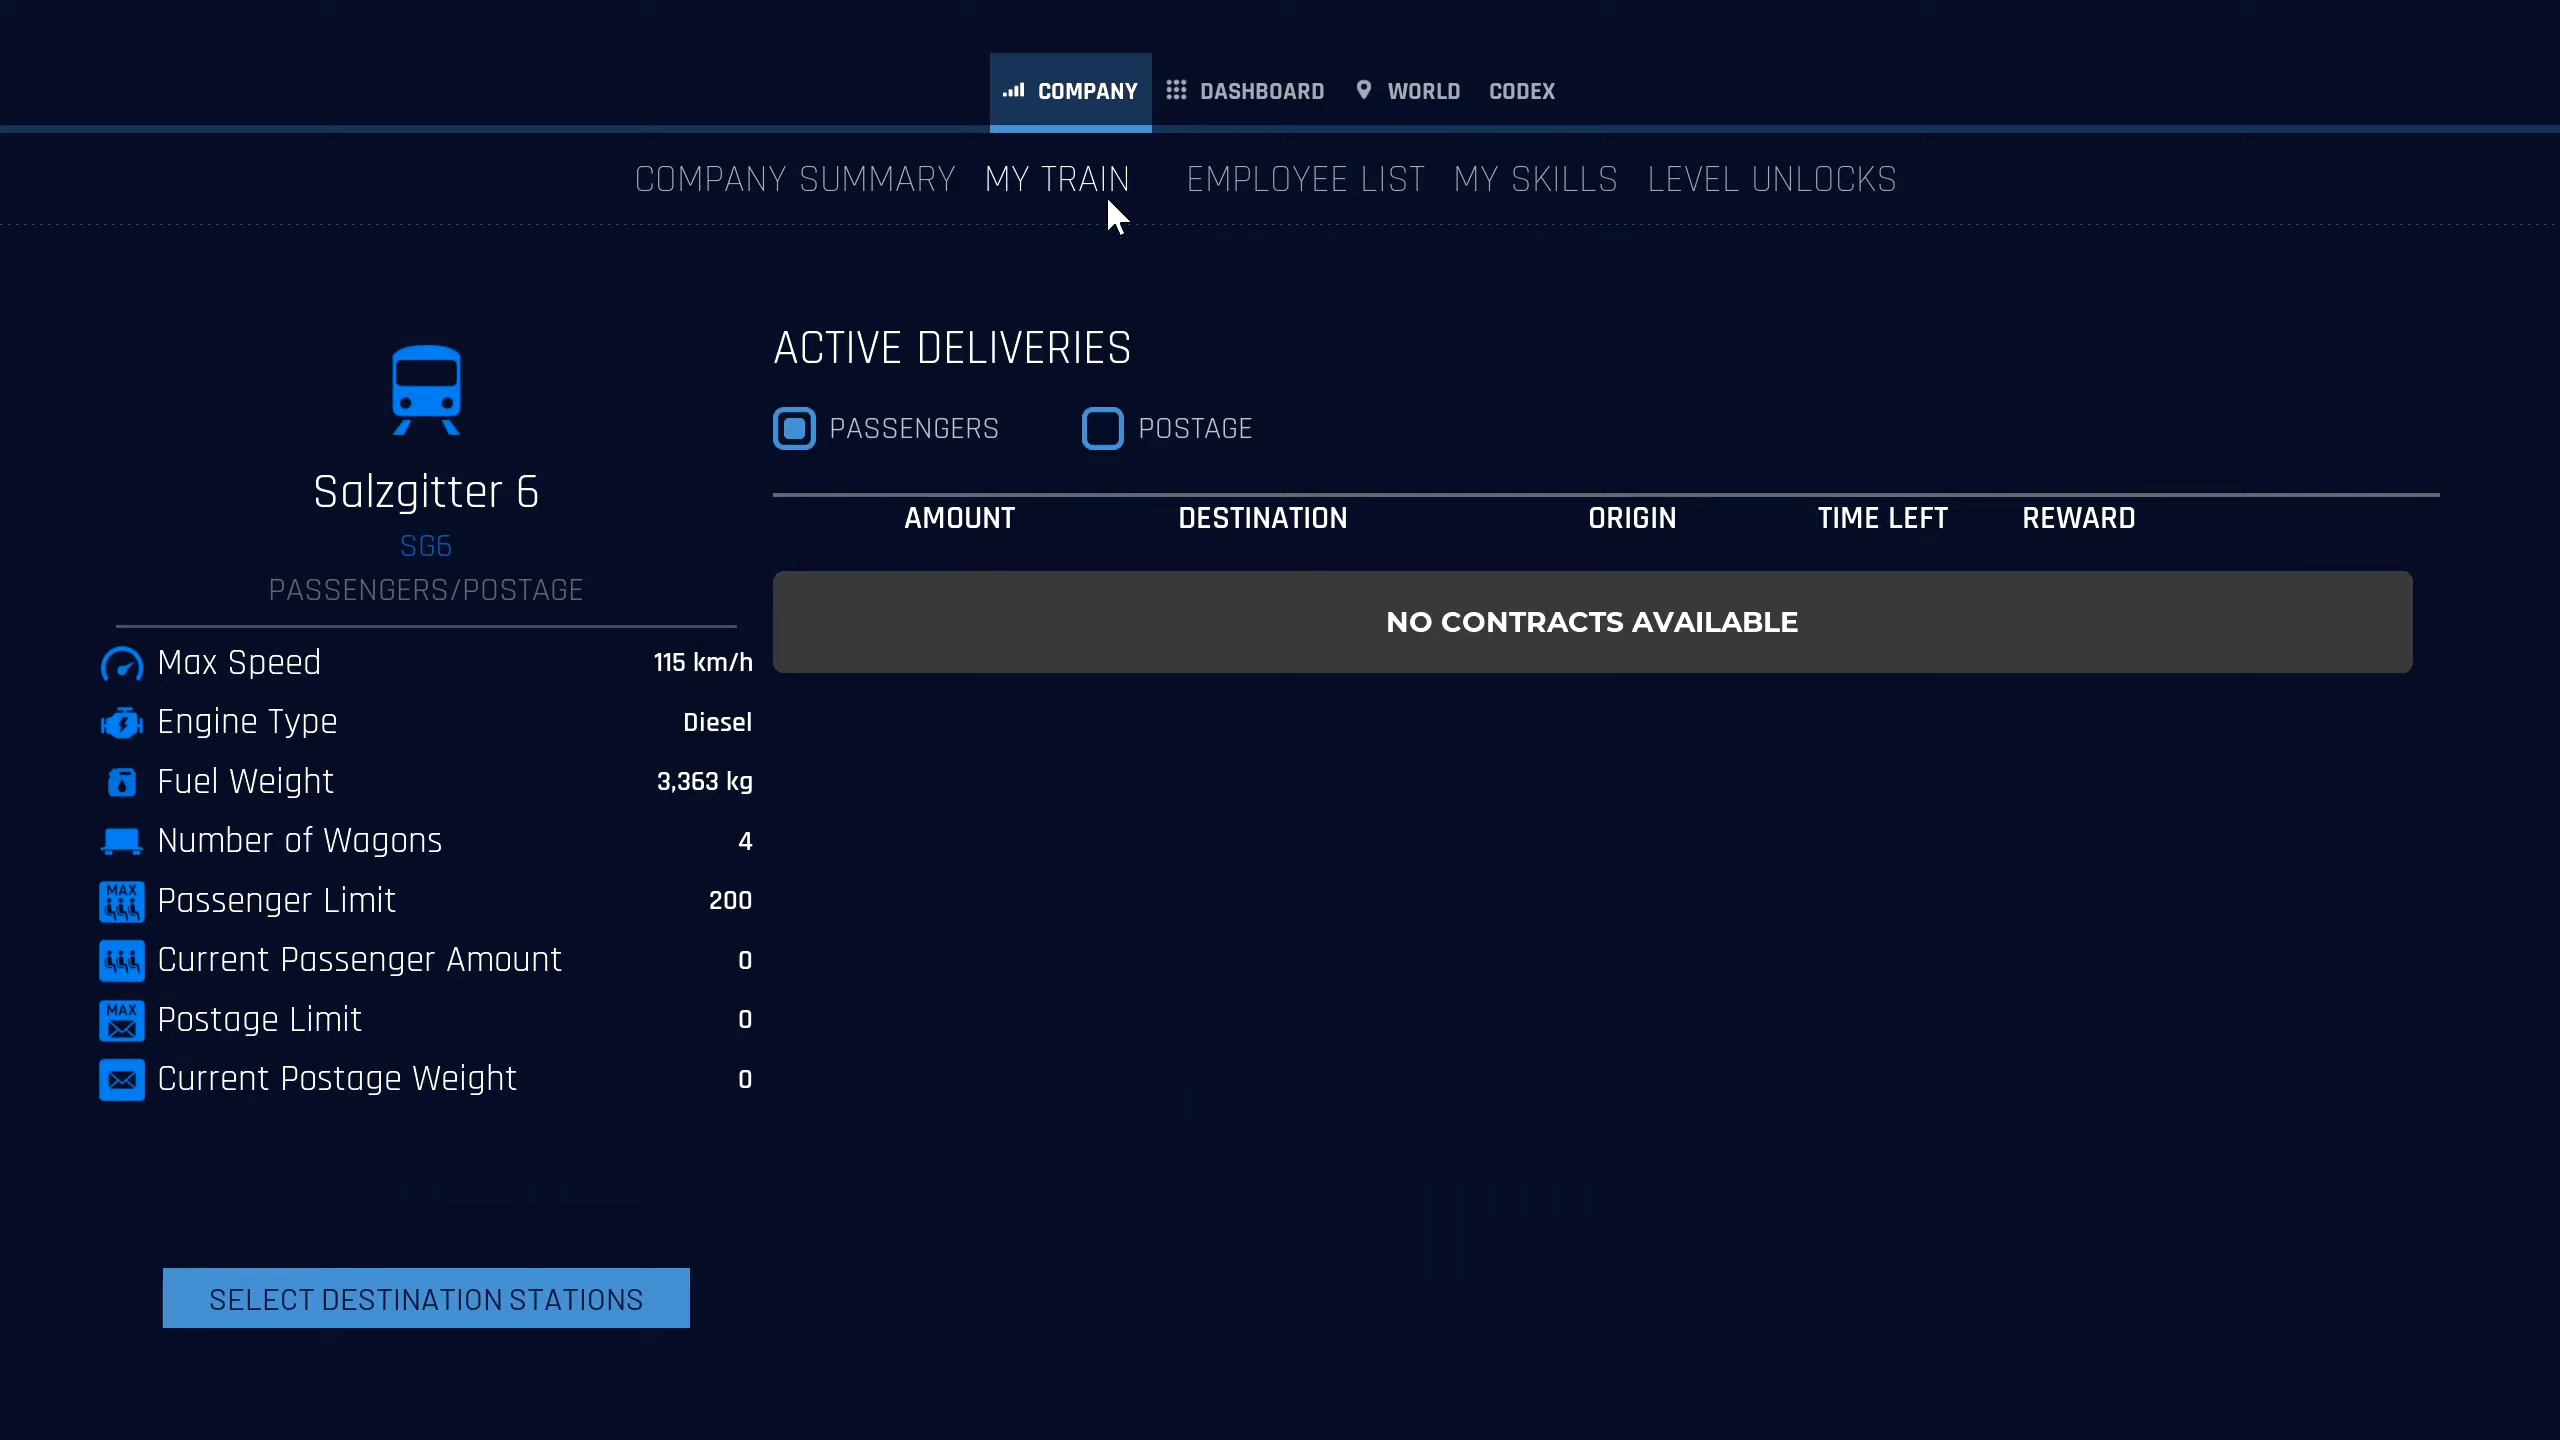 COMPANY DASHBOARD WORLD CODEX
COMPANY SUMMARY MY TRAIN EMPLOYEE LIST MY SKILLS LEVEL UNLOCKS
Salzgitter 6
SG6
PASSENGERS/POSTAGE
Max Speed 115 km/h
Engine Type Diesel
Fuel Weight 3,363 kg
Number of Wagons 4
MAX
Passenger Limit 200
Current Passenger Amount 0
MAX
Postage Limit 0
Current Postage Weight 0
SELECT DESTINATION STATIONS
ACTIVE DELIVERIES
PASSENGERS POSTAGE
AMOUNT DESTINATION ORIGIN TIME LEFT REWARD
NO CONTRACTS AVAILABLE